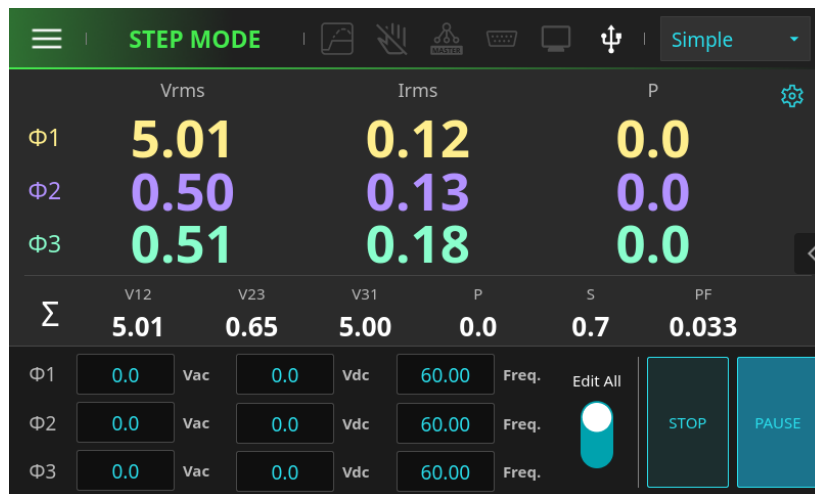 STEP MODE MASTER Simple
Vrms Irms P
Φ1 5.01 0.12 0.0
Φ2 0.50 0.13 0.0
Φ3 0.51 0.18 0.0
V12 V23 V31 P S PF
Σ 5.01 0.65 5.00 0.0 0.7 0.033
Φ1 0.0 Vac 0.0 Vdc 60.00 Freq. Edit All
Φ2 0.0 Vac 0.0 Vdc 60.00 Freq. STOP PAUSE
Φ3 0.0 Vac 0.0 Vdc 60.00 Freq.